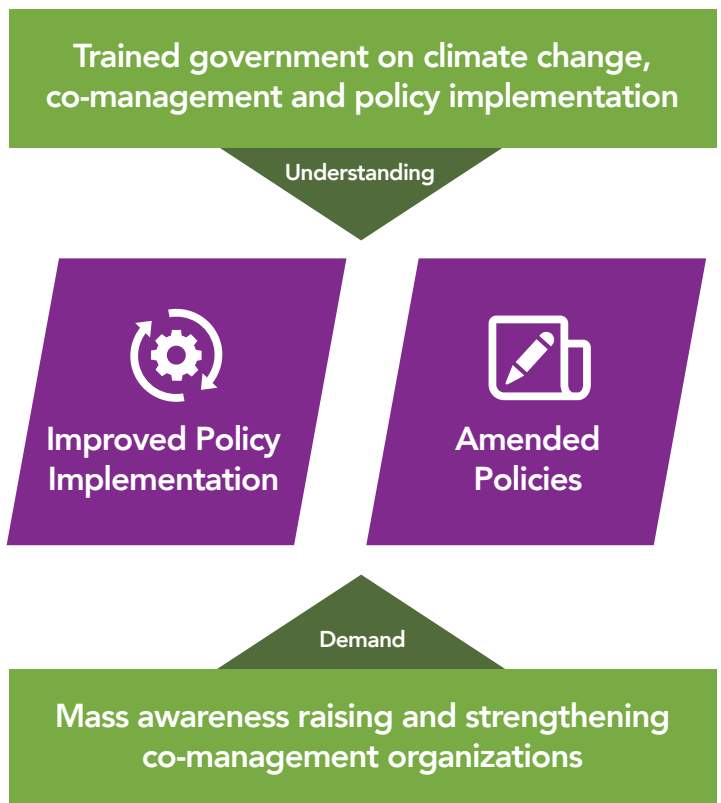 Trained government on climate change,
co-management and policy implementation
Understanding
Improved Policy
Implementation
Amended
Policies
Demand
Mass awareness raising and strengthening
co-management organizations